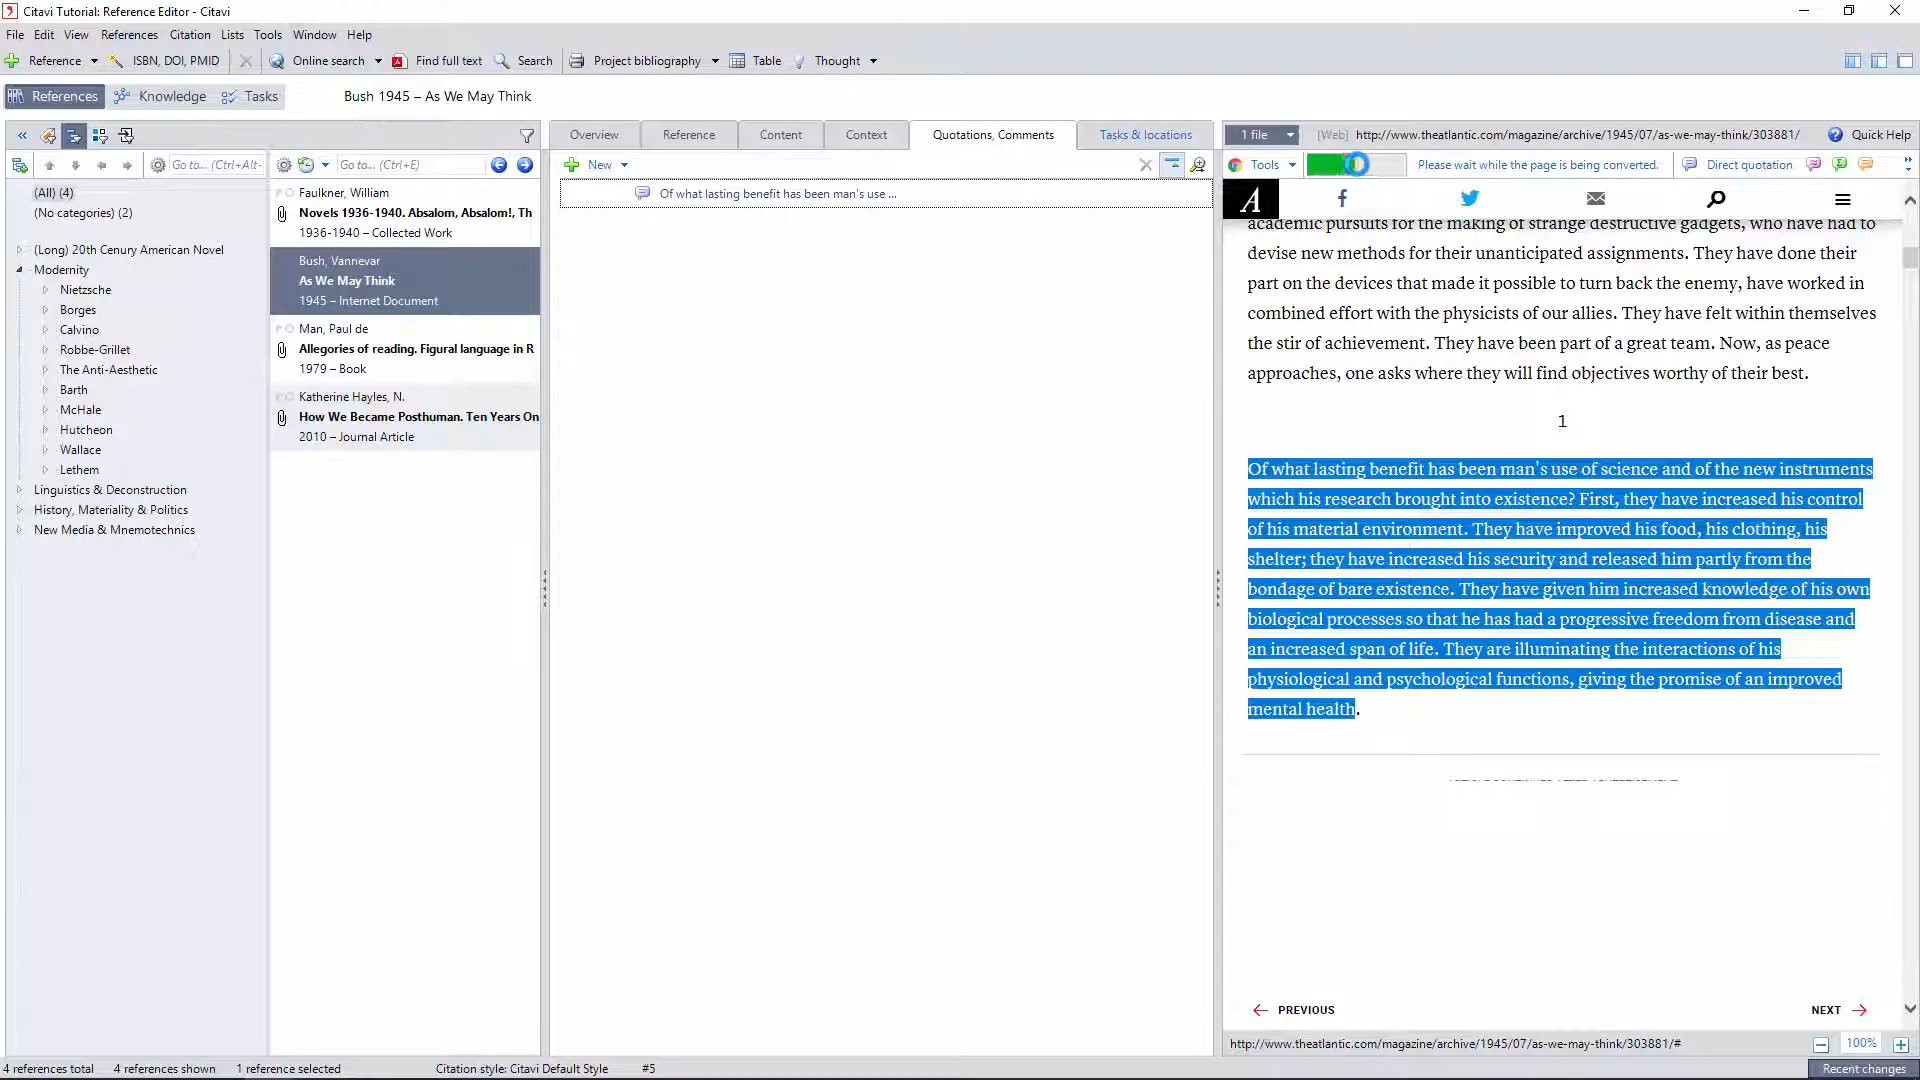 Citavi Tutorial: Reference Editor - Citavi
File Edit View References Citation Lists Tools Window Help
Reference ISBN, DOI, PMID Online search Find full text Search Project bibliography Table Thought
References Knowledge Tasks Bush 1945 – As We May Think
Go to... (Ctrl+Alt-
(All) (4)
(No categories) (2)
(Long) 20th Cenury American Novel
Modernity
Nietzsche
Borges
Calvino
Robbe-Grillet
The Anti-Aesthetic
Barth
McHale
Hutcheon
Wallace
Lethem
Linguistics & Deconstruction
History, Materiality & Politics
New Media & Mnemotechnics
Go to... (Ctrl+E)
Faulkner, William
Novels 1936-1940. Absalom, Absalom!, Th
1936-1940 – Collected Work
Bush, Vannevar
As We May Think
1945 – Internet Document
Man, Paul de
Allegories of reading. Figural language in R
1979 – Book
Katherine Hayles, N.
How We Became Posthuman. Ten Years On
2010 – Journal Article
Overview Reference Content Context Quotations, Comments Tasks & locations
New
Of what lasting benefit has been man's use ...
1 file [Web] http://www.theatlantic.com/magazine/archive/1945/07/as-we-may-think/303881/ Quick Help
Tools Please wait while the page is being converted. Direct quotation
A
academic pursuits for the making of strange destructive gadgets, who have had to
devise new methods for their unanticipated assignments. They have done their
part on the devices that made it possible to turn back the enemy, have worked in
combined effort with the physicists of our allies. They have felt within themselves
the stir of achievement. They have been part of a great team. Now, as peace
approaches, one asks where they will find objectives worthy of their best.
1
Of what lasting benefit has been man's use of science and of the new instruments
which his research brought into existence? First, they have increased his control
of his material environment. They have improved his food, his clothing, his
shelter; they have increased his security and released him partly from the
bondage of bare existence. They have given him increased knowledge of his own
biological processes so that he has had a progressive freedom from disease and
an increased span of life. They are illuminating the interactions of his
physiological and psychological functions, giving the promise of an improved
mental health.
PREVIOUS NEXT
http://www.theatlantic.com/magazine/archive/1945/07/as-we-may-think/303881/#
100%
4 references total 4 references shown 1 reference selected Citation style: Citavi Default Style #5 Recent changes